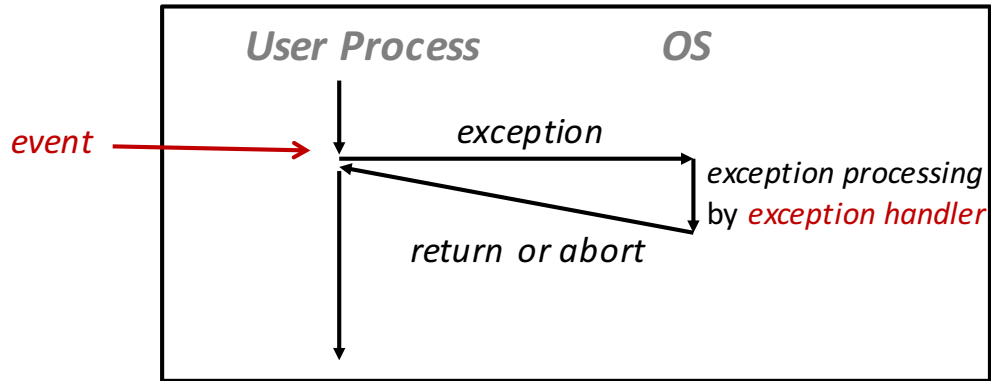 User Process
OS
event
exception
exception processing
by exception handler
return or abort